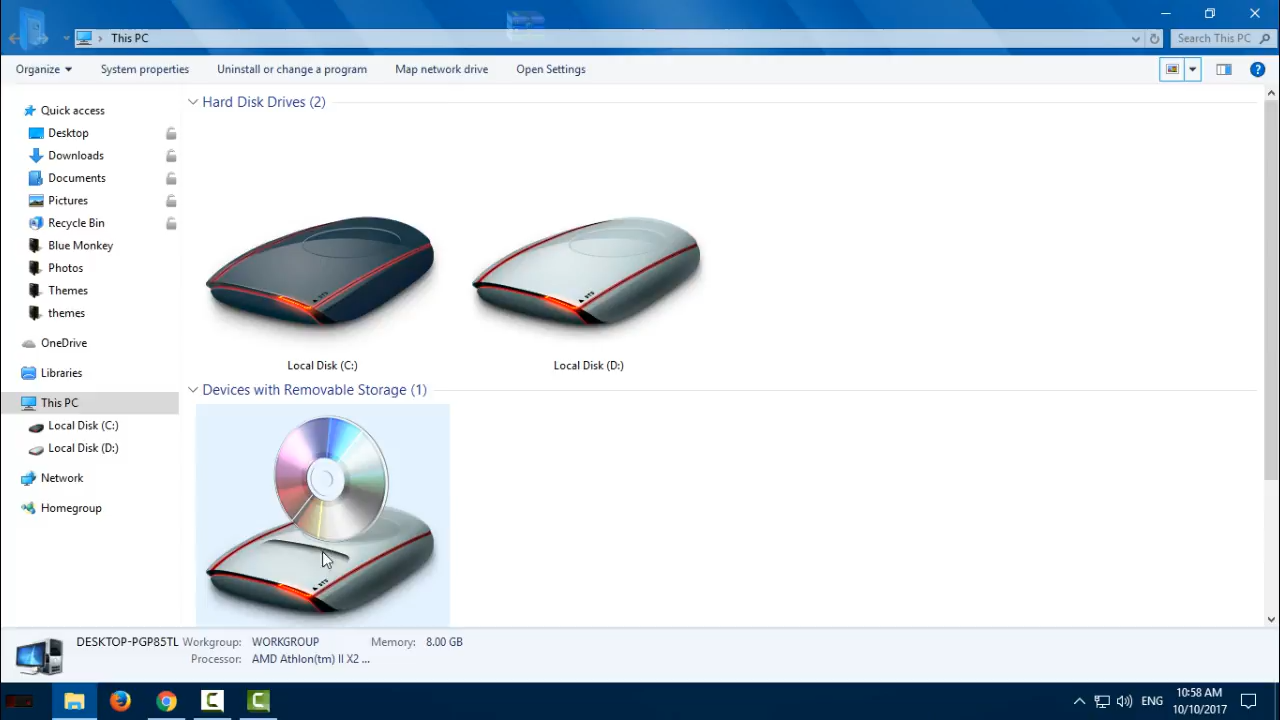 This PC
Search This PC
Organize
System properties
Uninstall or change a program
Map network drive
Open Settings
Quick access
Desktop
Downloads
Documents
Pictures
Recycle Bin
Blue Monkey
Photos
Themes
themes
OneDrive
Libraries
This PC
Local Disk (C:)
Local Disk (D:)
Network
Homegroup
Hard Disk Drives (2)
Local Disk (C:)
Local Disk (D:)
Devices with Removable Storage (1)
DESKTOP-PGP85TL Workgroup: WORKGROUP Memory: 8.00 GB
Processor: AMD Athlon(tm) II X2 ...
ENG
10:58 AM
10/10/2017